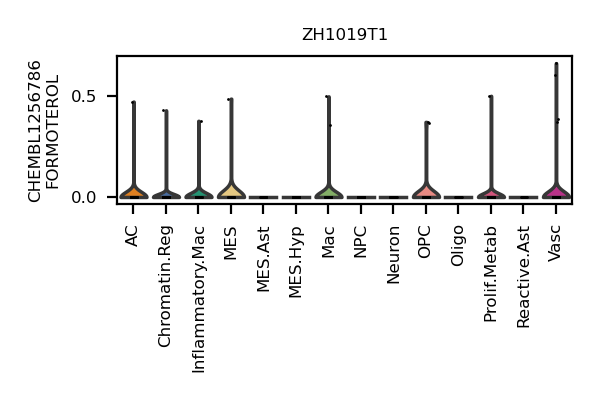 ZH1019T1
CHEMBL1256786
FORMOTEROL
0.5
0.0
AC
Chromatin.Reg
Inflammatory.Mac
MES
MES.Ast
MES.Hyp
Mac
NPC
Neuron
OPC
Oligo
Prolif.Metab
Reactive.Ast
Vasc